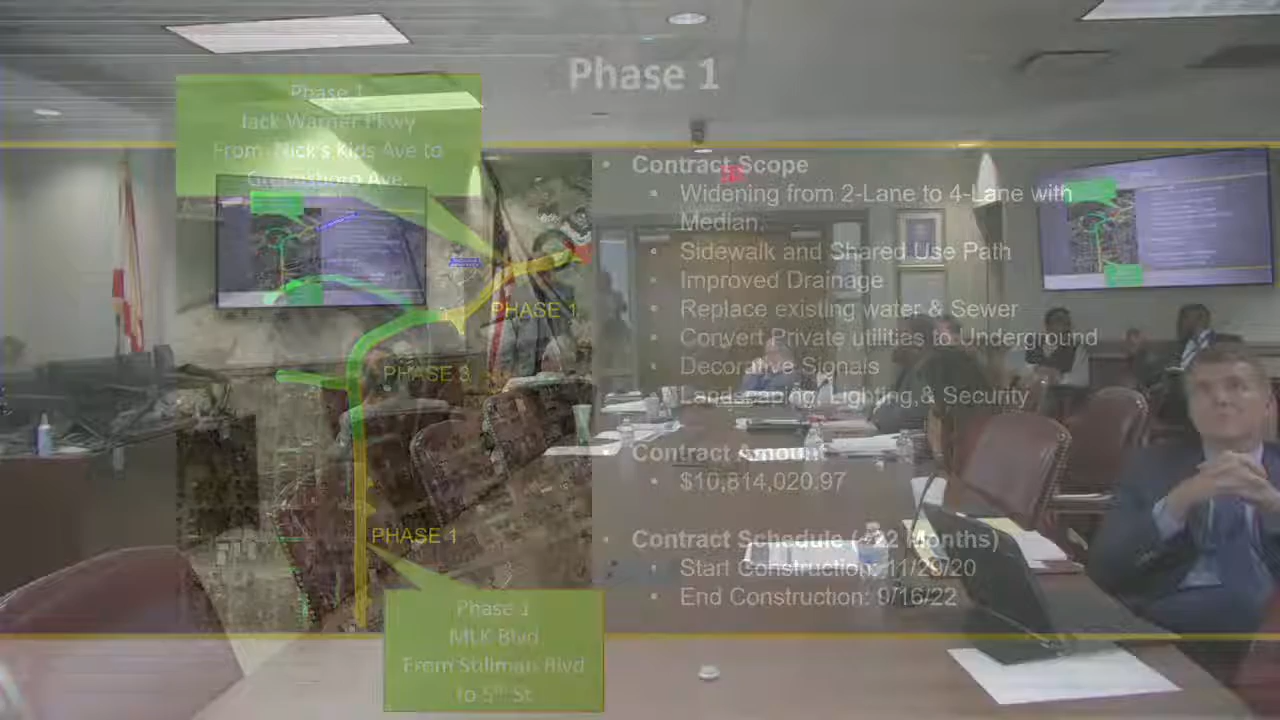 Phase 1
Phase 1
Jack Warner Pkwy
From Nick's Kids Ave to
Greensboro Ave.
• Contract Scope
• Widening from 2-Lane to 4-Lane with
Median.
• Sidewalk and Shared Use Path
• Improved Drainage
• Replace existing water & Sewer
• Convert Private utilities to Underground
• Decorative Signals
• Landscaping, Lighting, & Security
PHASE 1
PHASE 3
• Contract Amount
• $10,814,020.97
PHASE 1
• Contract Schedule (~22 Months)
• Start Construction: 11/29/20
• End Construction: 9/16/22
Phase 1
MLK Blvd.
From Stillman Blvd
to 5th St